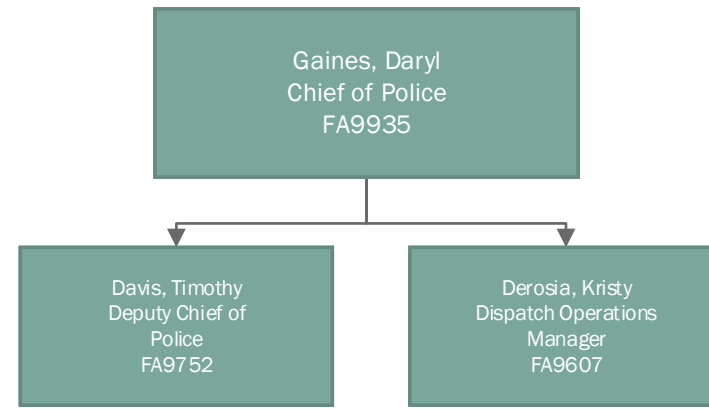 Gaines, Daryl
Chief of Police
FA9935
Davis, Timothy
Deputy Chief of
Police
FA9752
Derosia, Kristy
Dispatch Operations
Manager
FA9607